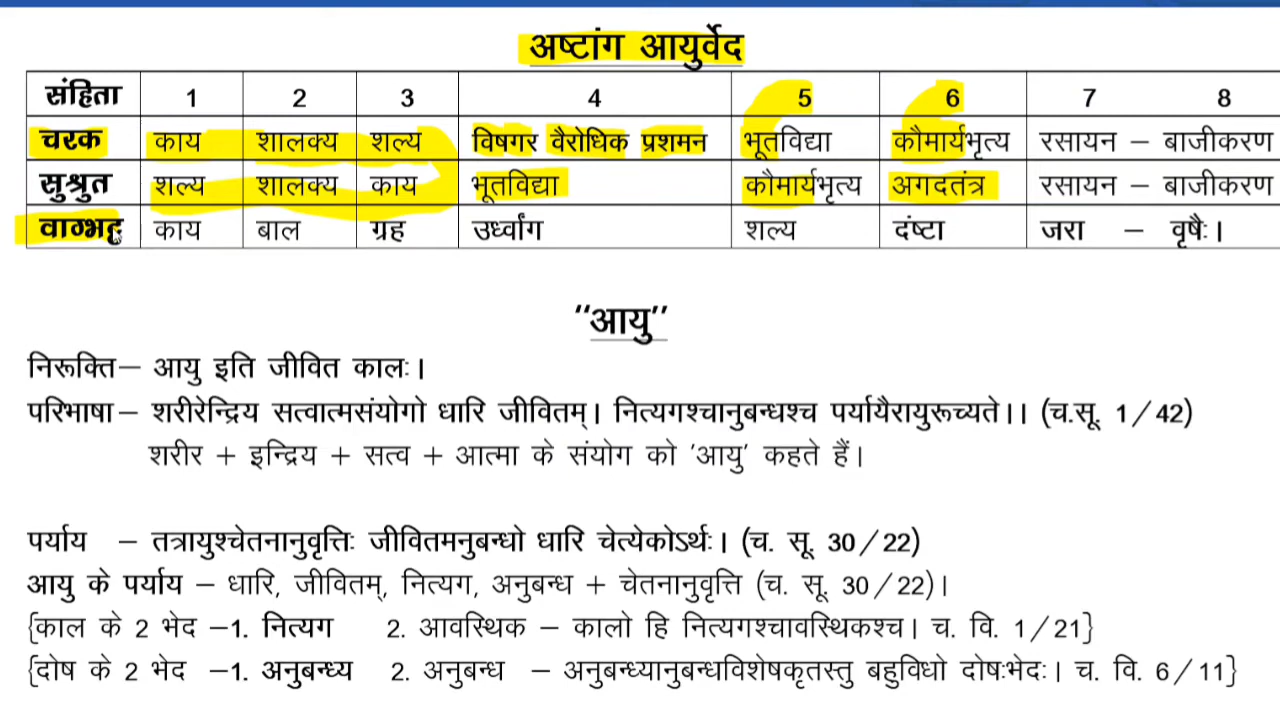 अष्टांग आयुर्वेद
संहिता 1 2 3 4 5 6 7 8
चरक काय शालक्य शल्य विषगर वैरोधिक प्रशमन भूतविद्या कौमार्यभृत्य रसायन – बाजीकरण
सुश्रुत शल्य शालक्य काय भूतविद्या कौमार्यभृत्य अगदतंत्र रसायन – बाजीकरण
वाग्भट्ट काय बाल ग्रह उर्ध्वांग शल्य दंष्टा जरा – वृषैः।
“आयु”
निरूक्ति– आयु इति जीवित कालः।
परिभाषा– शरीरेन्द्रिय सत्वात्मसंयोगो धारि जीवितम्। नित्यगश्चानुबन्धश्च पर्यायैरायुरूच्यते।। (च.सू. 1/42)
शरीर + इन्द्रिय + सत्व + आत्मा के संयोग को ‘आयु’ कहते हैं।
पर्याय – तत्रायुश्चेतनानुवृत्तिः जीवितमनुबन्धो धारि चेत्येकोऽर्थः। (च. सू. 30/22)
आयु के पर्याय – धारि, जीवितम्, नित्यग, अनुबन्ध + चेतनानुवृत्ति (च. सू. 30/22)।
{काल के 2 भेद –1. नित्यग 2. आवस्थिक – कालो हि नित्यगश्चावस्थिकश्च। च. वि. 1/21}
{दोष के 2 भेद –1. अनुबन्ध्य 2. अनुबन्ध – अनुबन्ध्यानुबन्धविशेषकृतस्तु बहुविधो दोषःभेदः। च. वि. 6/11}